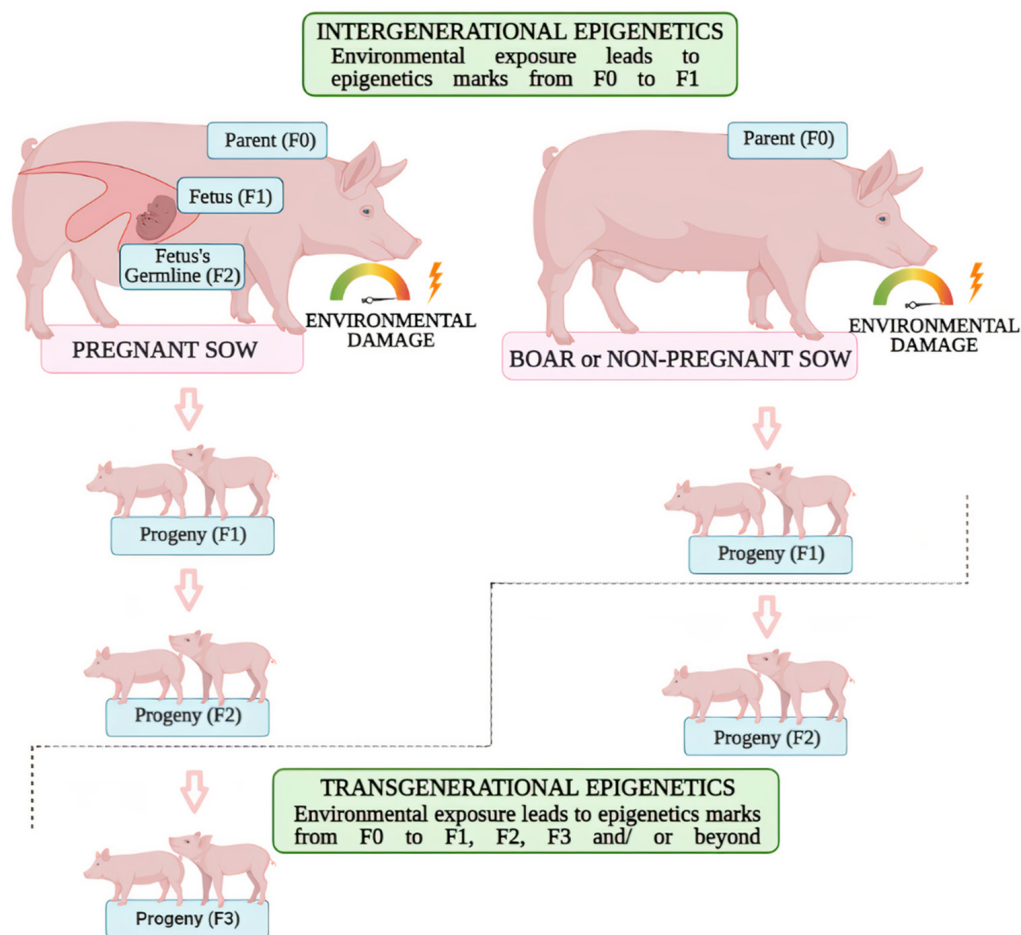 INTERGENERATIONAL EPIGENETICS
Environmental exposure leads to
epigenetics marks from F0 to F1
Parent (F0)
Fetus (F1)
Fetus's
Germline (F2)
ENVIRONMENTAL
DAMAGE
PREGNANT SOW
Parent (F0)
ENVIRONMENTAL
DAMAGE
BOAR or NON-PREGNANT SOW
Progeny (F1)
Progeny (F1)
Progeny (F2)
Progeny (F2)
TRANSGENERATIONAL EPIGENETICS
Environmental exposure leads to epigenetics marks
from F0 to F1, F2, F3 and/ or beyond
Progeny (F3)